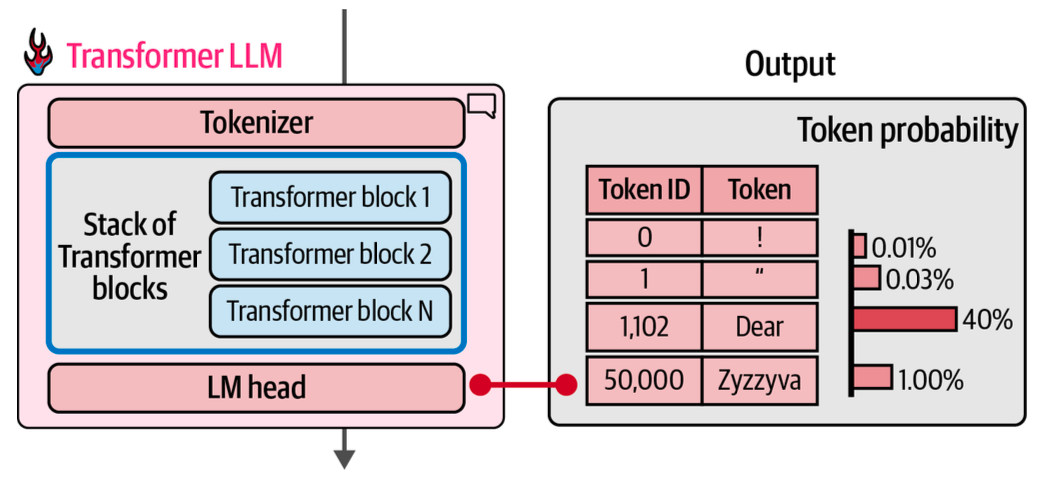 Transformer LLM
Tokenizer
Stack of
Transformer
blocks
Transformer block 1
Transformer block 2
Transformer block N
LM head
Output
Token probability
Token ID Token
0 ! 0.01%
1 “ 0.03%
1,102 Dear 40%
50,000 Zyzzyva 1.00%